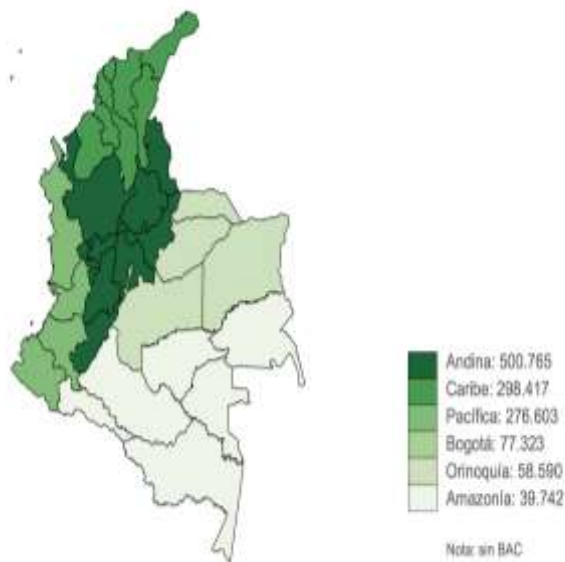 Andina: 500.765
Caribe: 298.417
Pacífica: 276.603
Bogotá: 77.323
Orinoquía: 58.590
Amazonía: 39.742
Nota: sin BAC